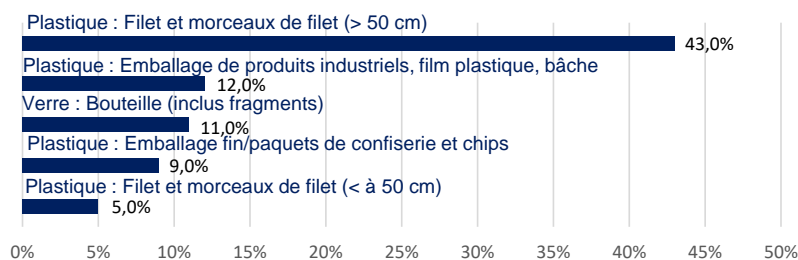 Plastique : Filet et morceaux de filet (> 50 cm)
43,0%
Plastique : Emballage de produits industriels, film plastique, bâche
12,0%
Verre : Bouteille (inclus fragments)
11,0%
Plastique : Emballage fin/paquets de confiserie et chips
9,0%
Plastique : Filet et morceaux de filet (< à 50 cm)
5,0%
0% 5% 10% 15% 20% 25% 30% 35% 40% 45% 50%